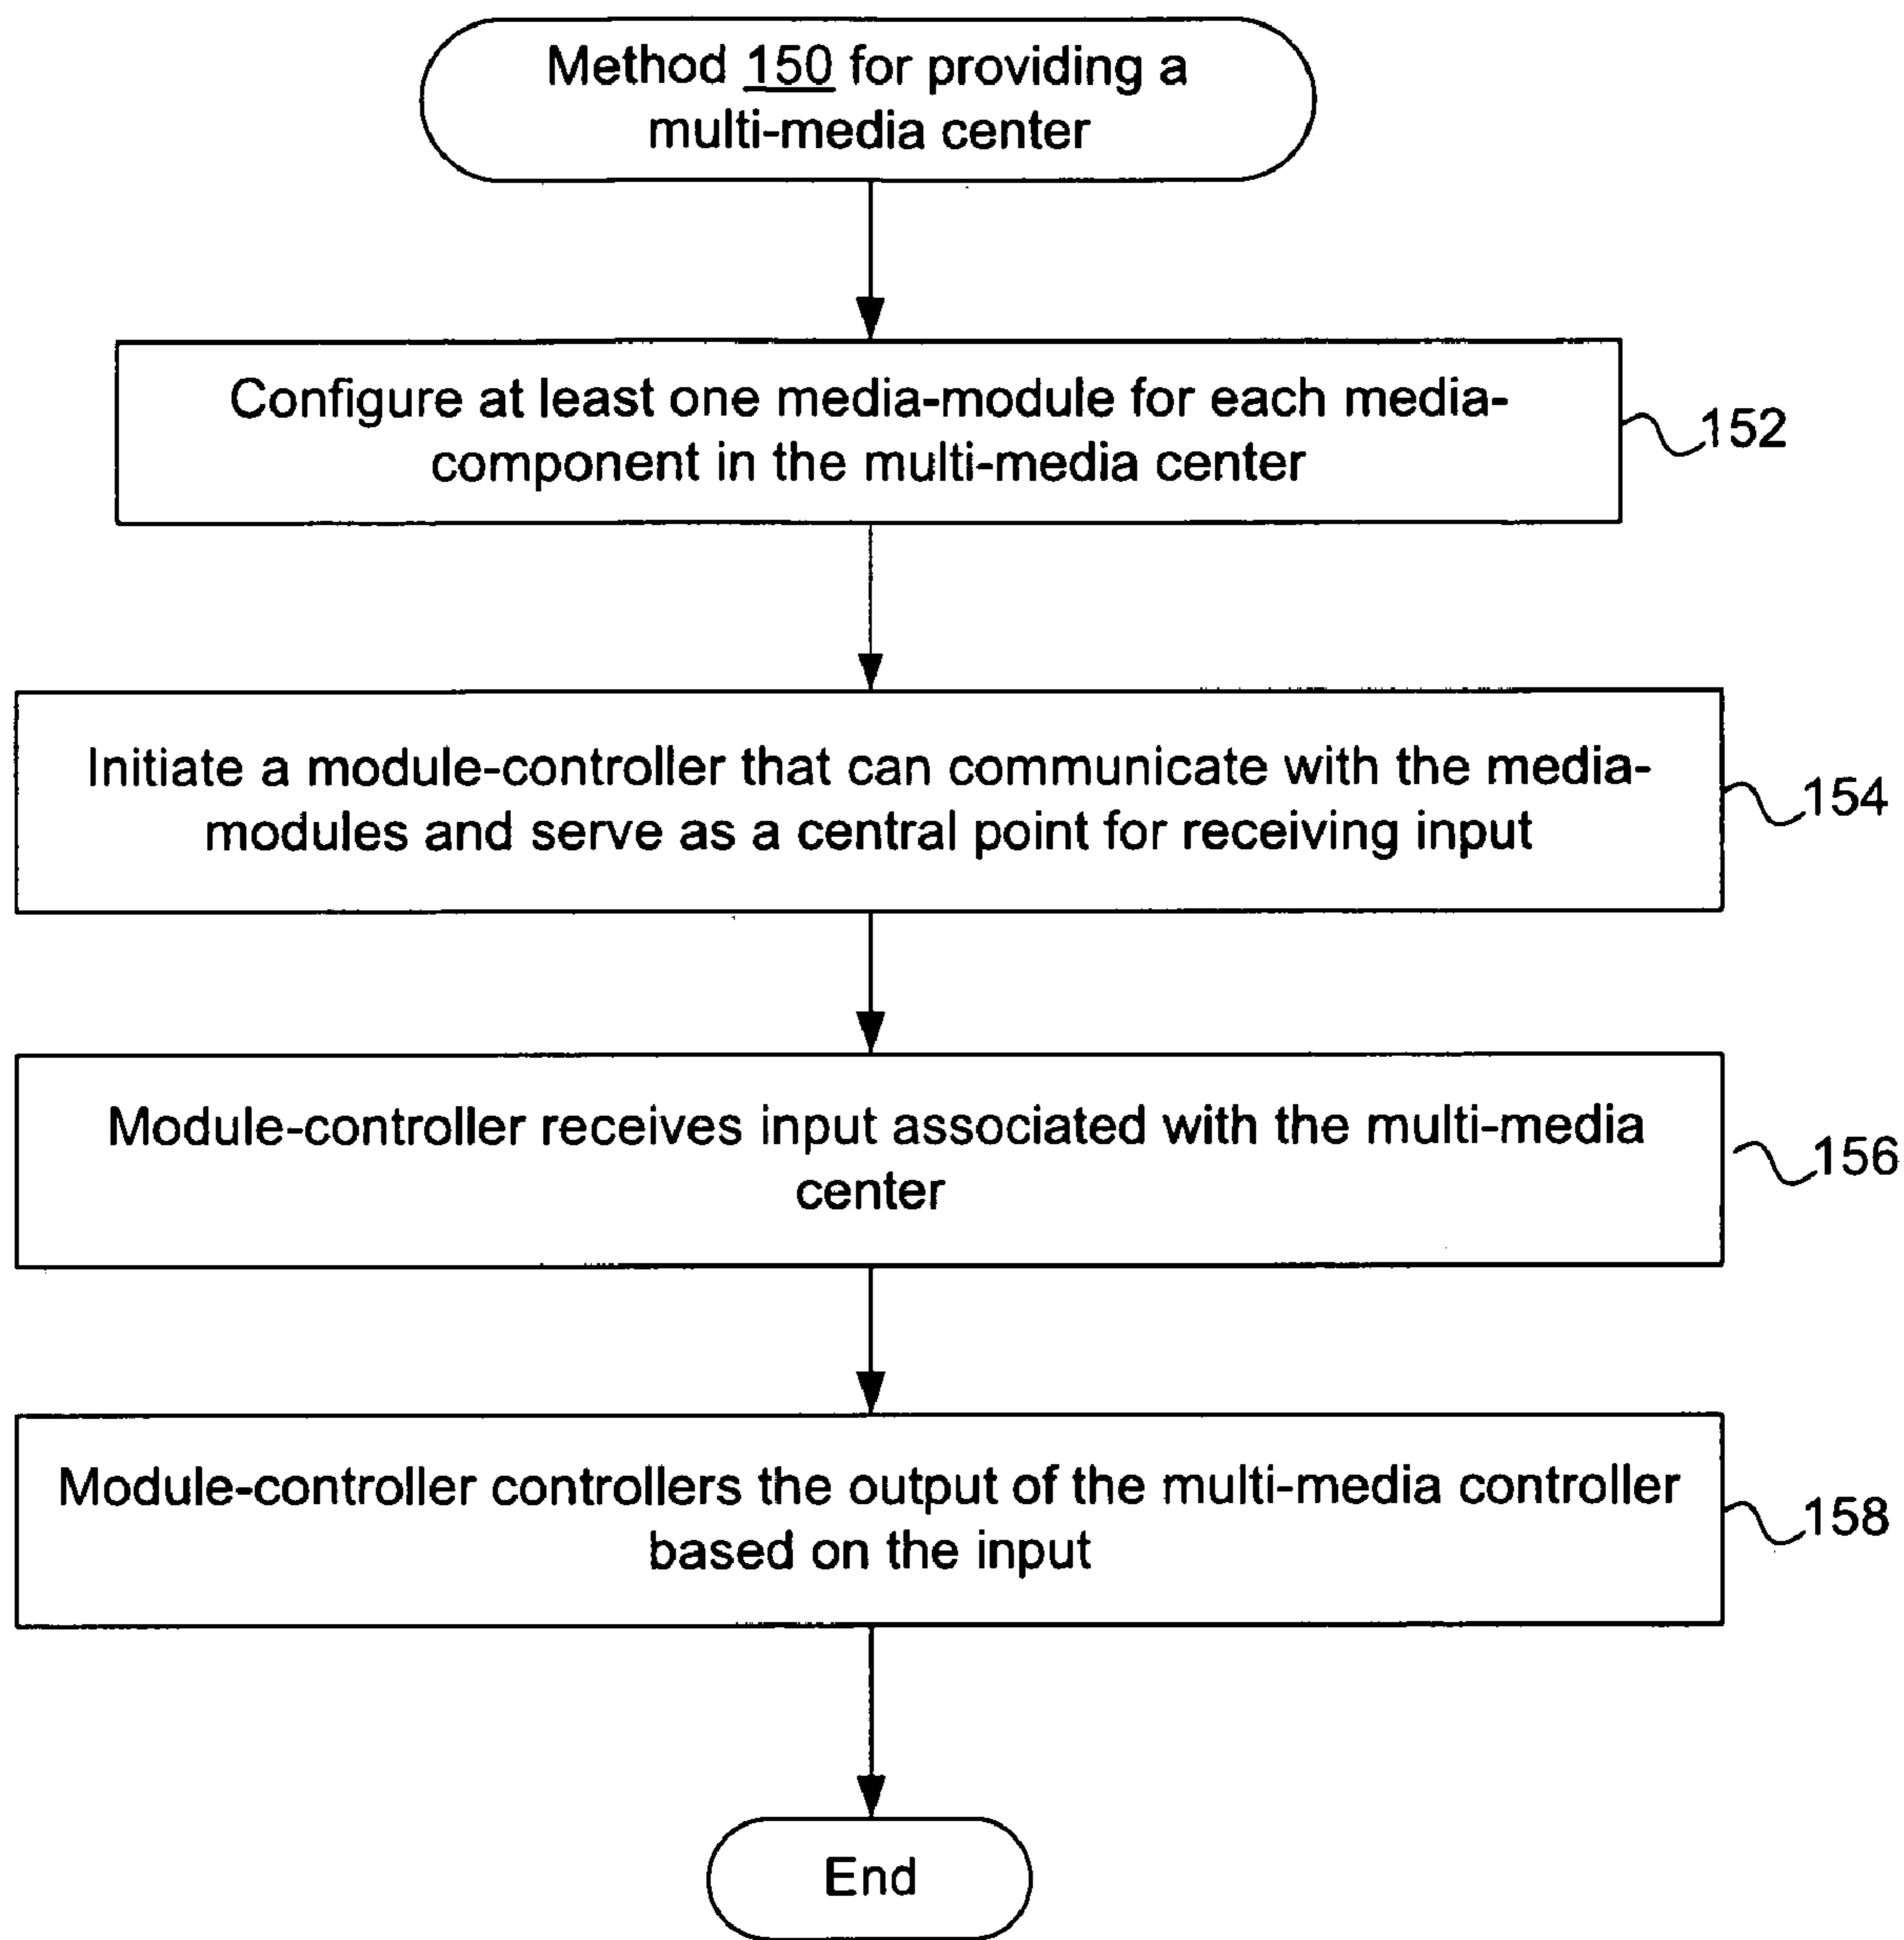 Method 150 for providing a
multi-media center
Configure at least one media-module for each media-
component in the multi-media center
152
Initiate a module-controller that can communicate with the media-
modules and serve as a central point for receiving input
154
Module-controller receives input associated with the multi-media
center
156
Module-controller controllers the output of the multi-media controller
based on the input
158
End